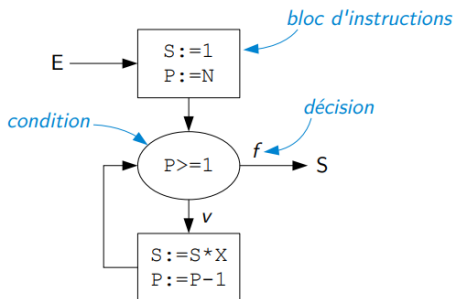 bloc d'instructions
E
S:=1
P:=N
condition
décision
P>=1
f
S
v
S:=S*X
P:=P-1